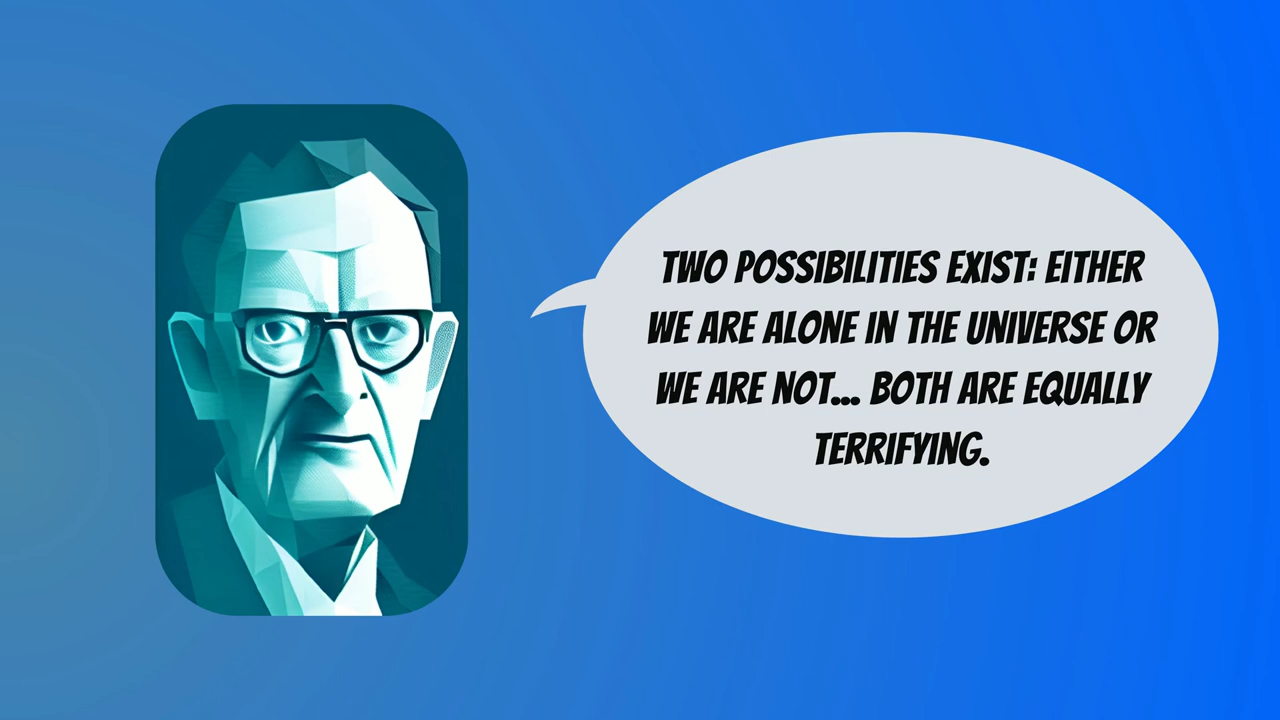 TWO POSSIBILITIES EXIST: EITHER
WE ARE ALONE IN THE UNIVERSE OR
WE ARE NOT... BOTH ARE EQUALLY
TERRIFYING.